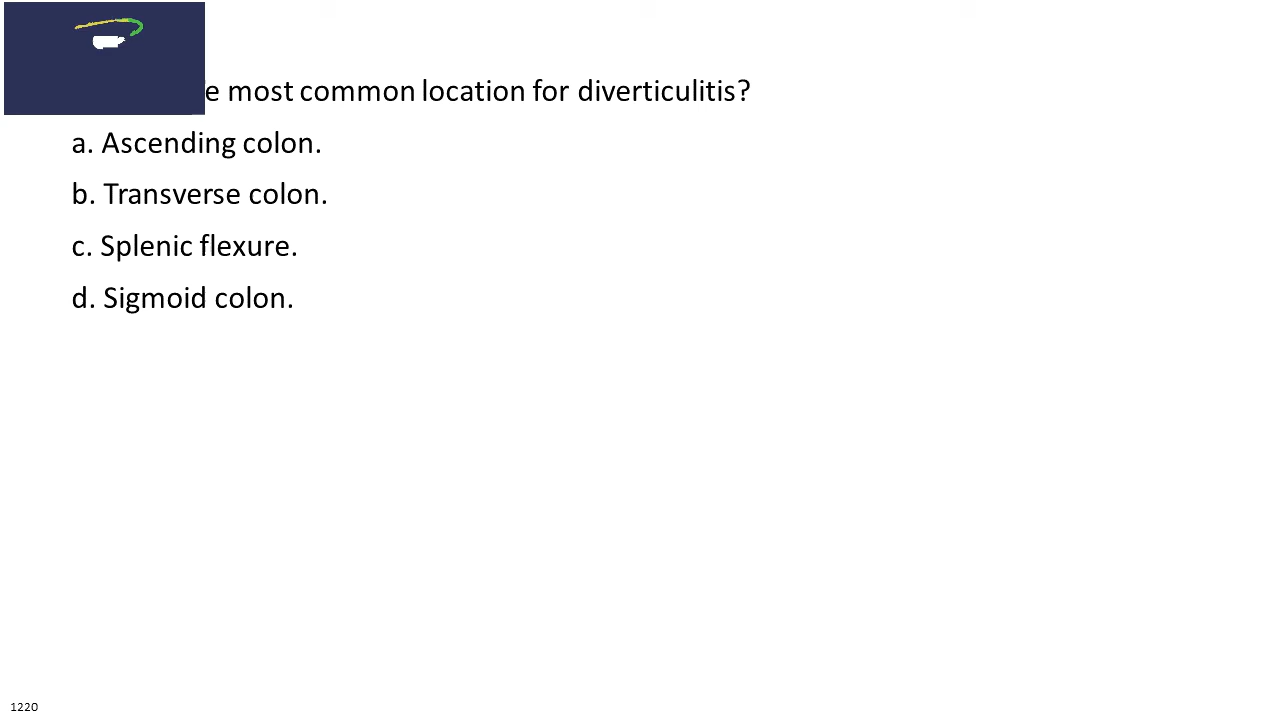 most common location for diverticulitis?
a. Ascending colon.
b. Transverse colon.
c. Splenic flexure.
d. Sigmoid colon.
1220